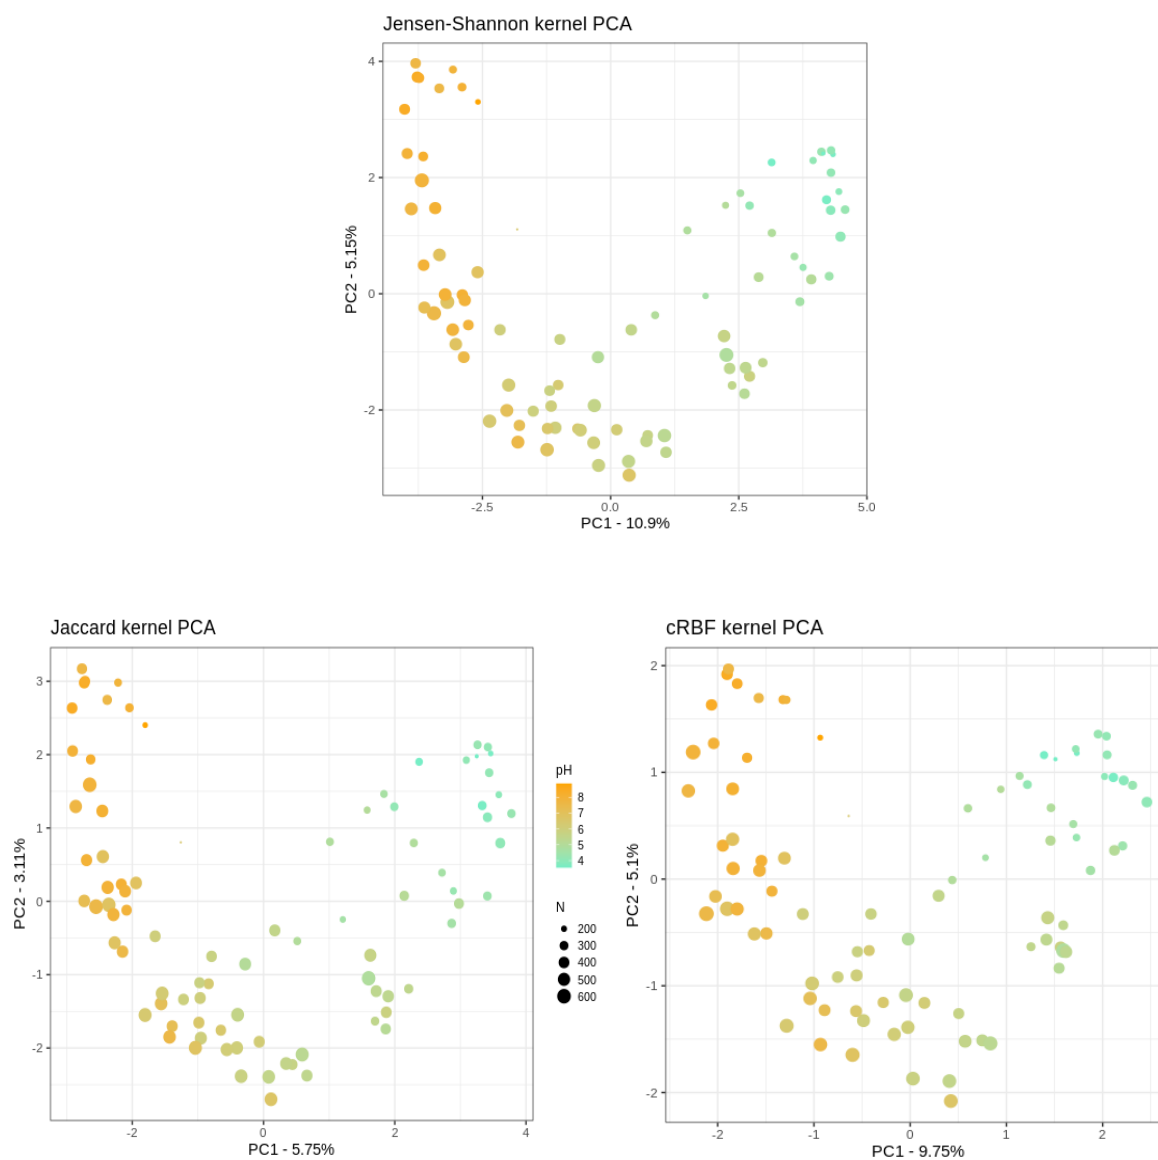 Jensen-Shannon kernel PCA
4
2
0
-2
PC2 - 5.15%
-2.5 0.0 2.5 5.0
PC1 - 10.9%
Jaccard kernel PCA
3
2
1
0
-1
-2
PC2 - 3.11%
-2 0 2 4
PC1 - 5.75%
pH
8
7
6
5
4
N
200
300
400
500
600
cRBF kernel PCA
2
1
0
-1
-2
PC2 - 5.1%
-2 -1 0 1 2
PC1 - 9.75%